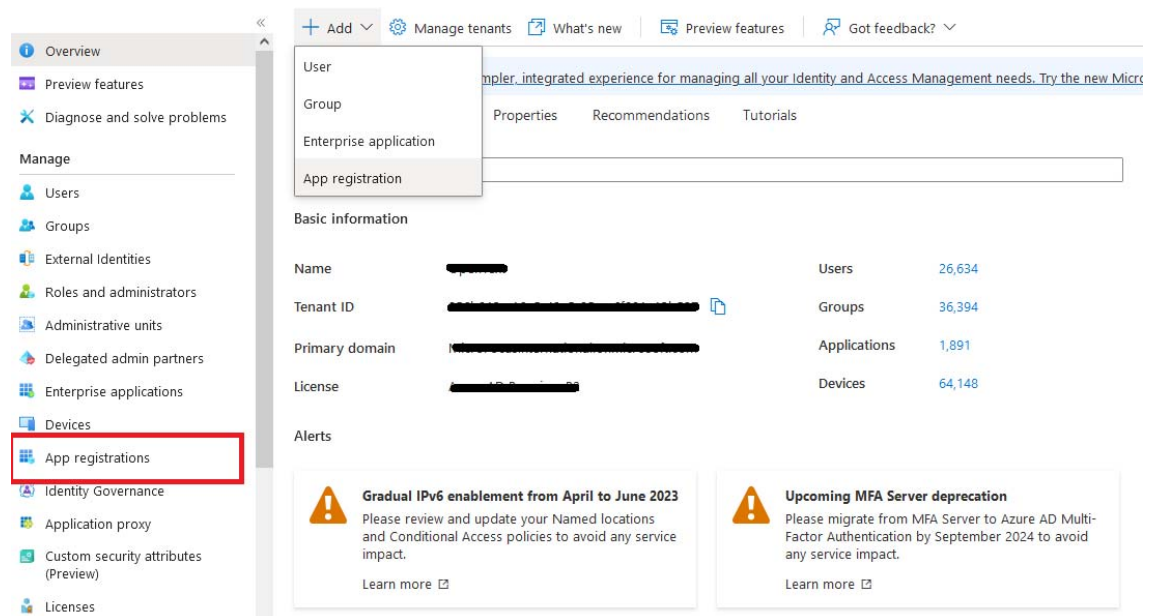 «
Overview
Preview features
Diagnose and solve problems
Manage
Users
Groups
External Identities
Roles and administrators
Administrative units
Delegated admin partners
Enterprise applications
Devices
App registrations
Identity Governance
Application proxy
Custom security attributes
(Preview)
Licenses
+ Add Manage tenants What's new Preview features Got feedback?
User
Group
Enterprise application
App registration
integrated experience for managing all your Identity and Access Management needs. Try the new
Properties Recommendations Tutorials
Basic information
Name
Users 26,634
Tenant ID
Groups 36,394
Primary domain
Applications 1,891
License
Devices 64,148
Alerts
Gradual IPv6 enablement from April to June 2023
Please review and update your Named locations
and Conditional Access policies to avoid any service
impact.
Learn more
Upcoming MFA Server deprecation
Please migrate from MFA Server to Azure AD Multi-
Factor Authentication by September 2024 to avoid
any service impact.
Learn more